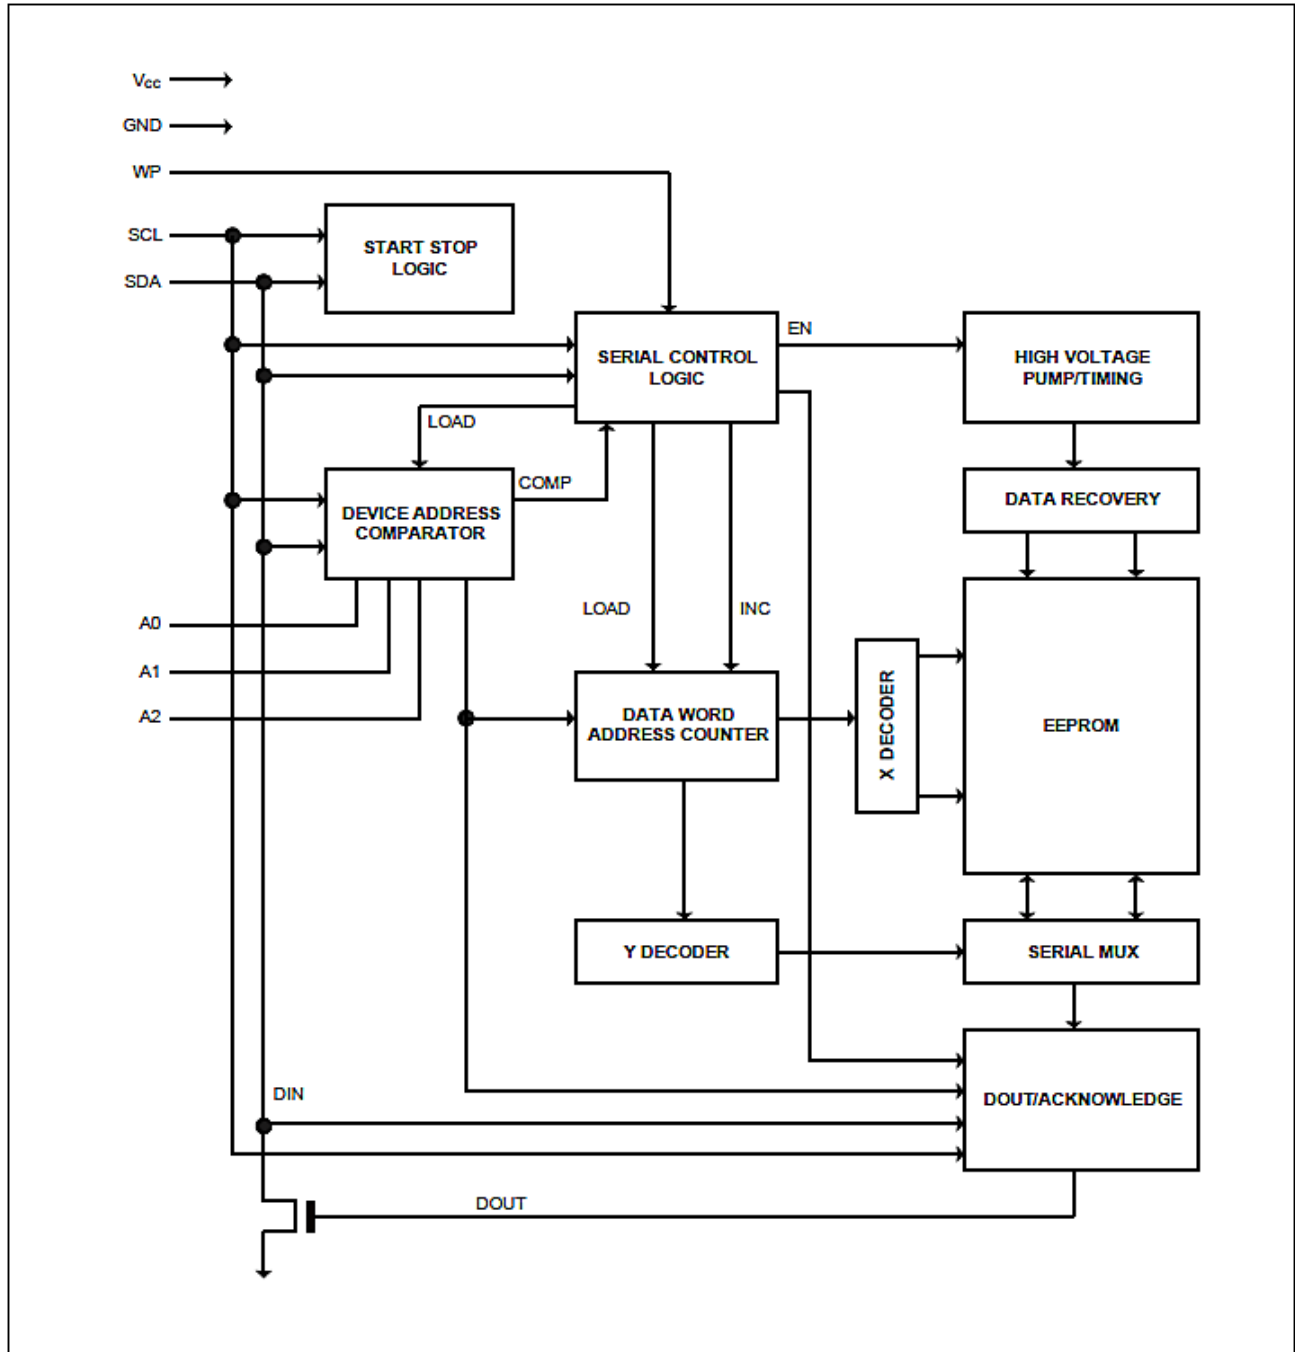 Vcc
GND
WP
SCL
SDA
START STOP
LOGIC
EN
SERIAL CONTROL
LOGIC
HIGH VOLTAGE
PUMP/TIMING
LOAD
COMP
DEVICE ADDRESS
COMPARATOR
DATA RECOVERY
A0
A1
A2
LOAD
INC
DATA WORD
ADDRESS COUNTER
X DECODER
EEPROM
Y DECODER
SERIAL MUX
DIN
DOUT/ACKNOWLEDGE
DOUT